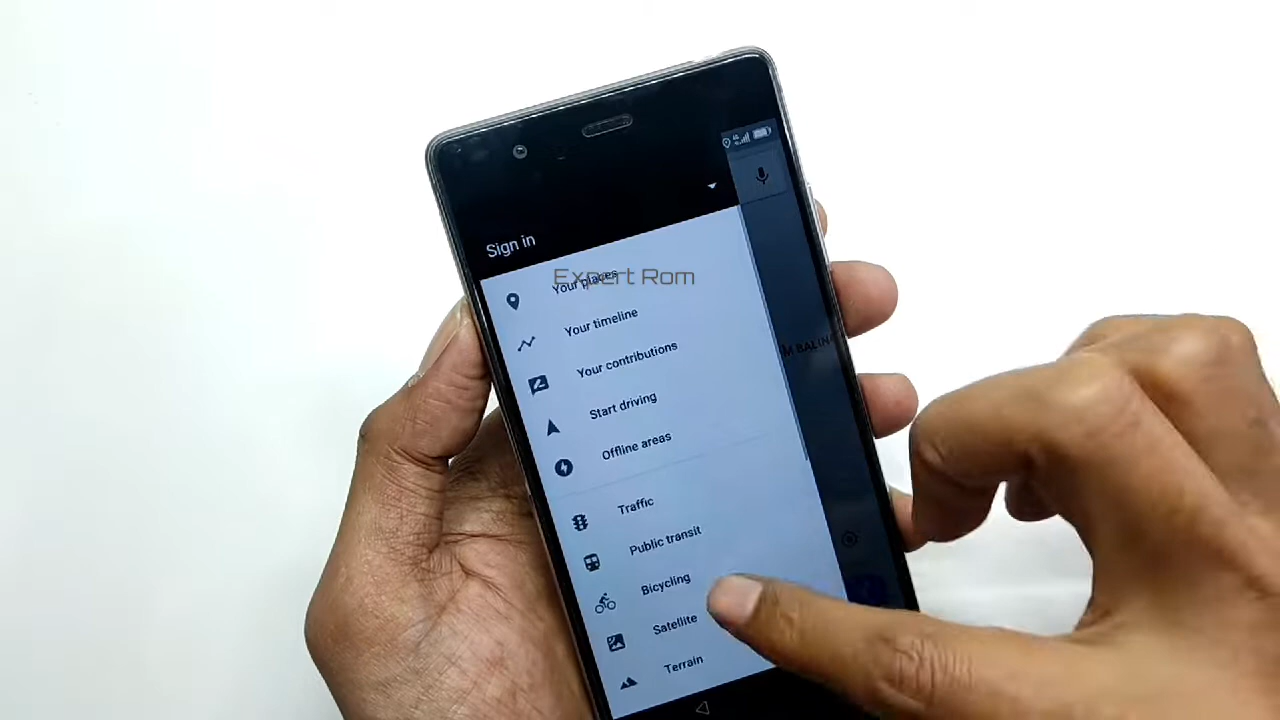 Sign in
Expert Rom
Your places
Your timeline
Your contributions
M BALIN
Start driving
Offline areas
Traffic
Public transit
Bicycling
Satellite
Terrain